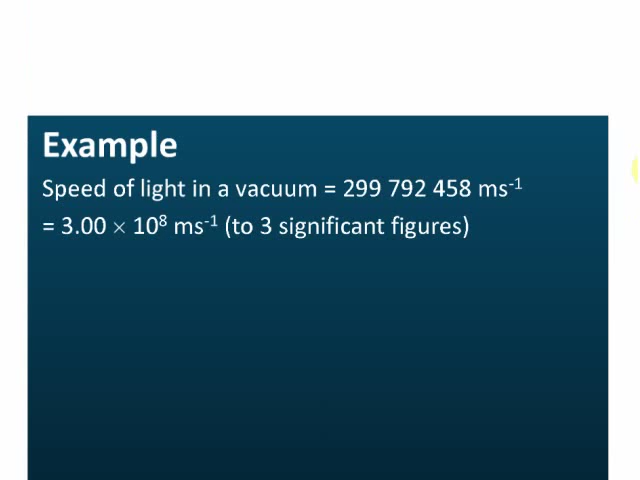 Example
Speed of light in a vacuum = 299 792 458 ms⁻¹
= 3.00 × 10⁸ ms⁻¹ (to 3 significant figures)